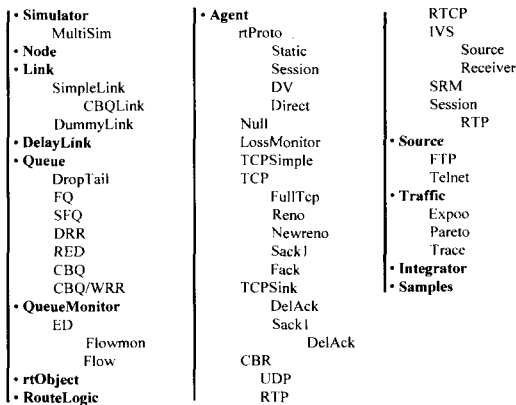 • Simulator
MultiSim
• Node
• Link
SimpleLink
CBQLink
DummyLink
• DelayLink
• Queue
DropTail
FQ
SFQ
DRR
RED
CBQ
CBQ/WRR
• QueueMonitor
ED
Flowmon
Flow
• rtObject
• RouteLogic
• Agent
rtProto
Static
Session
DV
Direct
Null
LossMonitor
TCPSimple
TCP
FullTcp
Reno
Newreno
Sack1
Fack
TCPSink
DelAck
Sack1
DelAck
CBR
UDP
RTP
RTCP
IVS
Source
Receiver
SRM
Session
RTP
• Source
FTP
Telnet
• Traffic
Expoo
Pareto
Trace
• Integrator
• Samples